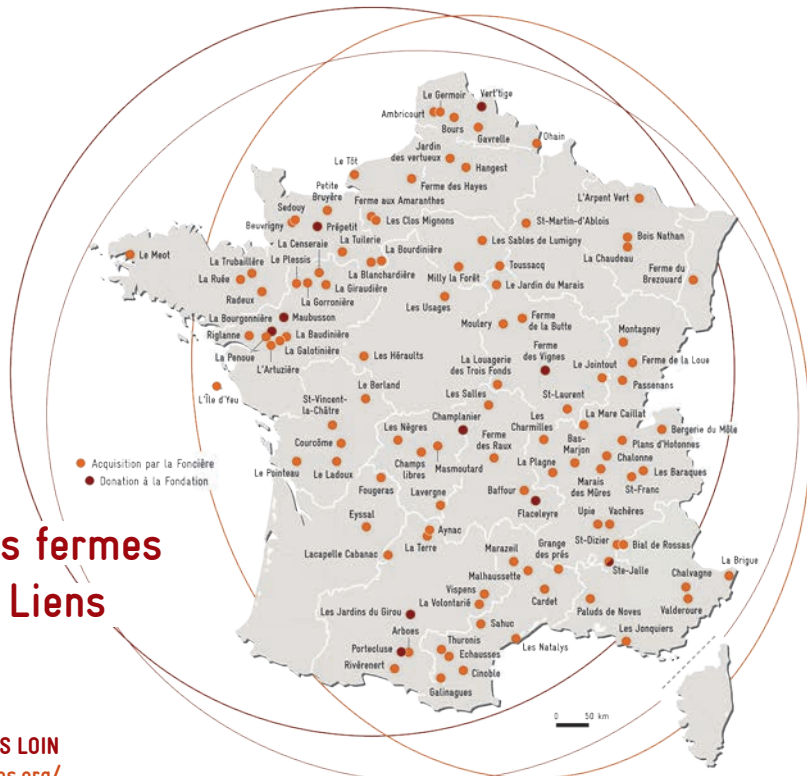 Le Germoir
Vert'tige
Ambricourt
Bours
Gavrelle
Ohain
Jardin
des vertueux
Hangest
Le Tôt
Ferme des Hayes
L'Arpent Vert
Petite
Bruyère
Ferme aux Amaranthes
Sedouy
Les Clos Mignons
St-Martin-d'Ablois
Beuvrigny
Prépetit
La Censeraie
La Tuilerie
Les Sables de Lumigny
Bois Nathan
Le Meot
La Trubaillère
Le Plessis
La Bourdinière
La Chaudeau
La Blanchardière
Milly la Forêt
Toussacq
Ferme du
Brezouard
La Ruée
La Giraudière
Le Jardin du Marais
Radeux
La Gorronière
Les Usages
La Bourgonnière
Maubusson
Moulery
Ferme
de la Butte
Montagney
Riglanne
La Baudinière
La Penoue
La Galotinière
Les Héraults
Ferme
des Vignes
Ferme de la Loue
L'Artuzière
La Louagerie
des Trois Fonds
Le Jointout
Passenans
L'Île d'Yeu
Le Berland
St-Vincent-
la-Châtre
Les Salles
St-Laurent
La Mare Caillat
Champlanier
Les
Charmilles
Bergerie du Môle
Les Nègres
Ferme
des Raux
Bas-
Marjon
Plans d'Hotonnes
Courcôme
Chalonne
Acquisition par la Foncière
Donation à la Fondation
Le Pointeau
Le Ladoux
Champs
libres
Masmoutard
La Plagne
Marais
des Mûres
Les Baraques
St-Franc
Fougeras
Lavergne
Baffour
Flaceleyre
Upie
Vachères
Eyssal
Aynac
St-Dizier
Bial de Rossas
s fermes
Liens
La Terre
Lacapelle Cabanac
Marazeil
Grange
des prés
Ste-Jalle
La Brigue
Malhaussette
Chalvagne
Vispens
La Volontarié
Cardet
Paluds de Noves
Valderoure
Les Jardins du Girou
Sahuc
Les Jonquiers
Arboes
Portecluse
Thuronis
Les Natalys
Echausses
Rivèrenert
Cinoble
Galinagues
0 50 km
S LOIN
es.org/